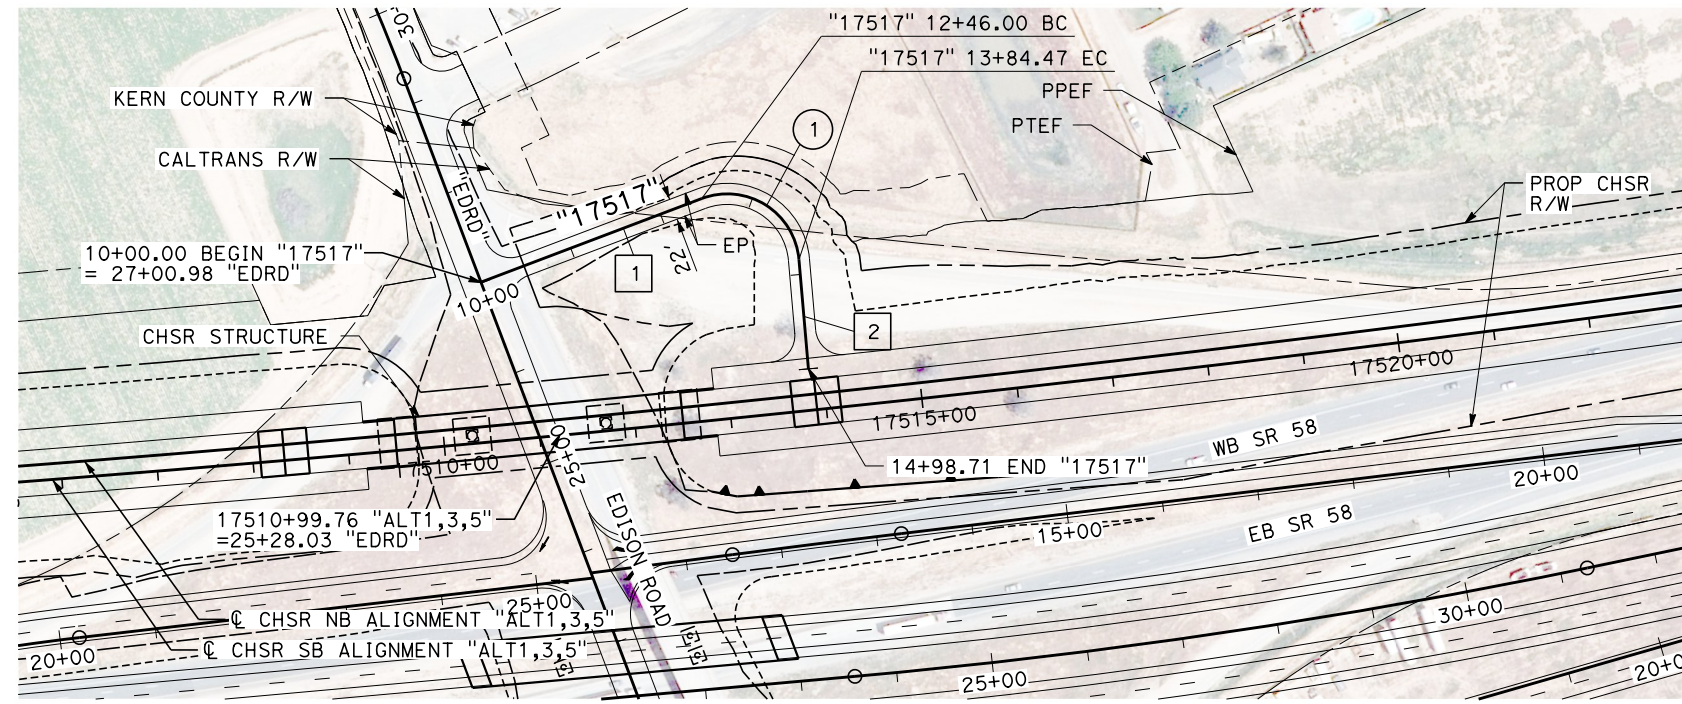 30+
"17517" 12+46.00 BC
"17517" 13+84.47 EC
KERN COUNTY R/W
PPEF
PTEF
1
CALTRANS R/W
"EDRD"
"17517"
PROP CHSR
R/W
10+00.00 BEGIN "17517"
= 27+00.98 "EDRD"
EP
22'
1
10+00
CHSR STRUCTURE
2
17520+00
17515+00
WB SR 58
17510+00
25+00
14+98.71 END "17517"
20+00
EDISON ROAD
17510+99.76 "ALT1,3,5"
=25+28.03 "EDRD"
EB SR 58
15+00
25+00
℄ CHSR NB ALIGNMENT "ALT1,3,5"
30+00
20+00
℄ CHSR SB ALIGNMENT "ALT1,3,5"
25+00
20+0